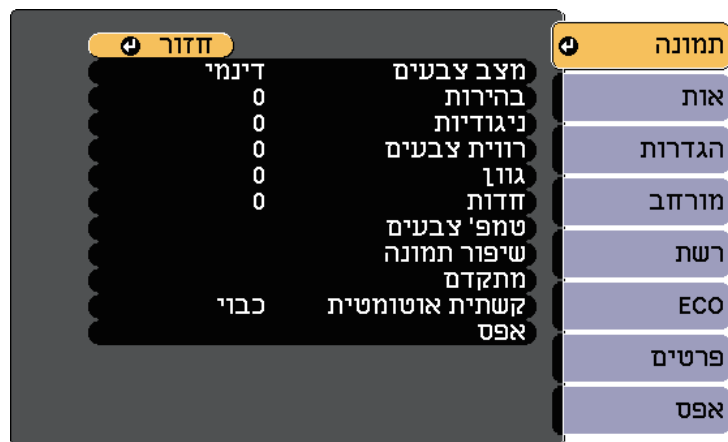 תמונה
אות
הגדרות
מורחב
רשת
ECO
פרטים
אפס
חזור
מצב צבעים דינמי
בהירות 0
ניגודיות 0
רווית צבעים 0
גוון 0
חדות 0
טמפ' צבעים
שיפור תמונה
מתקדם
קשתית אוטומטית כבוי
אפס